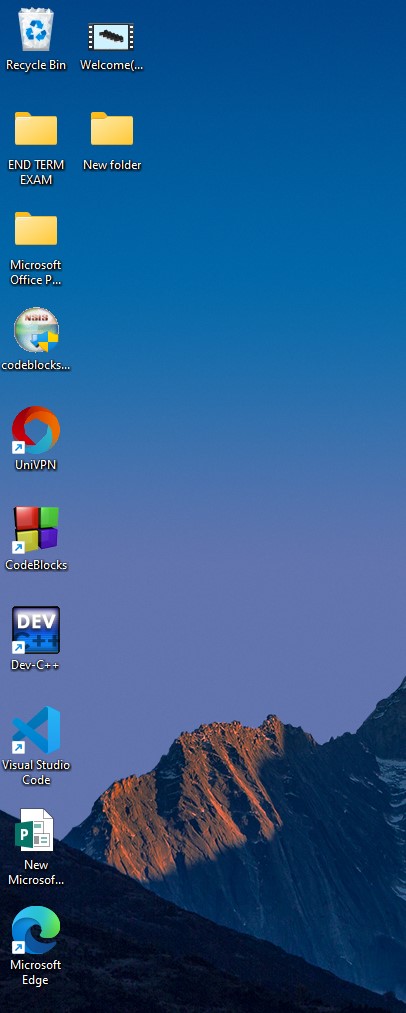 Recycle Bin
Welcome(...
END TERM
EXAM
New folder
Microsoft
Office P...
NSIS
codeblocks...
UniVPN
CodeBlocks
DEV
C++
Dev-C++
Visual Studio
Code
P
New
Microsof...
Microsoft
Edge